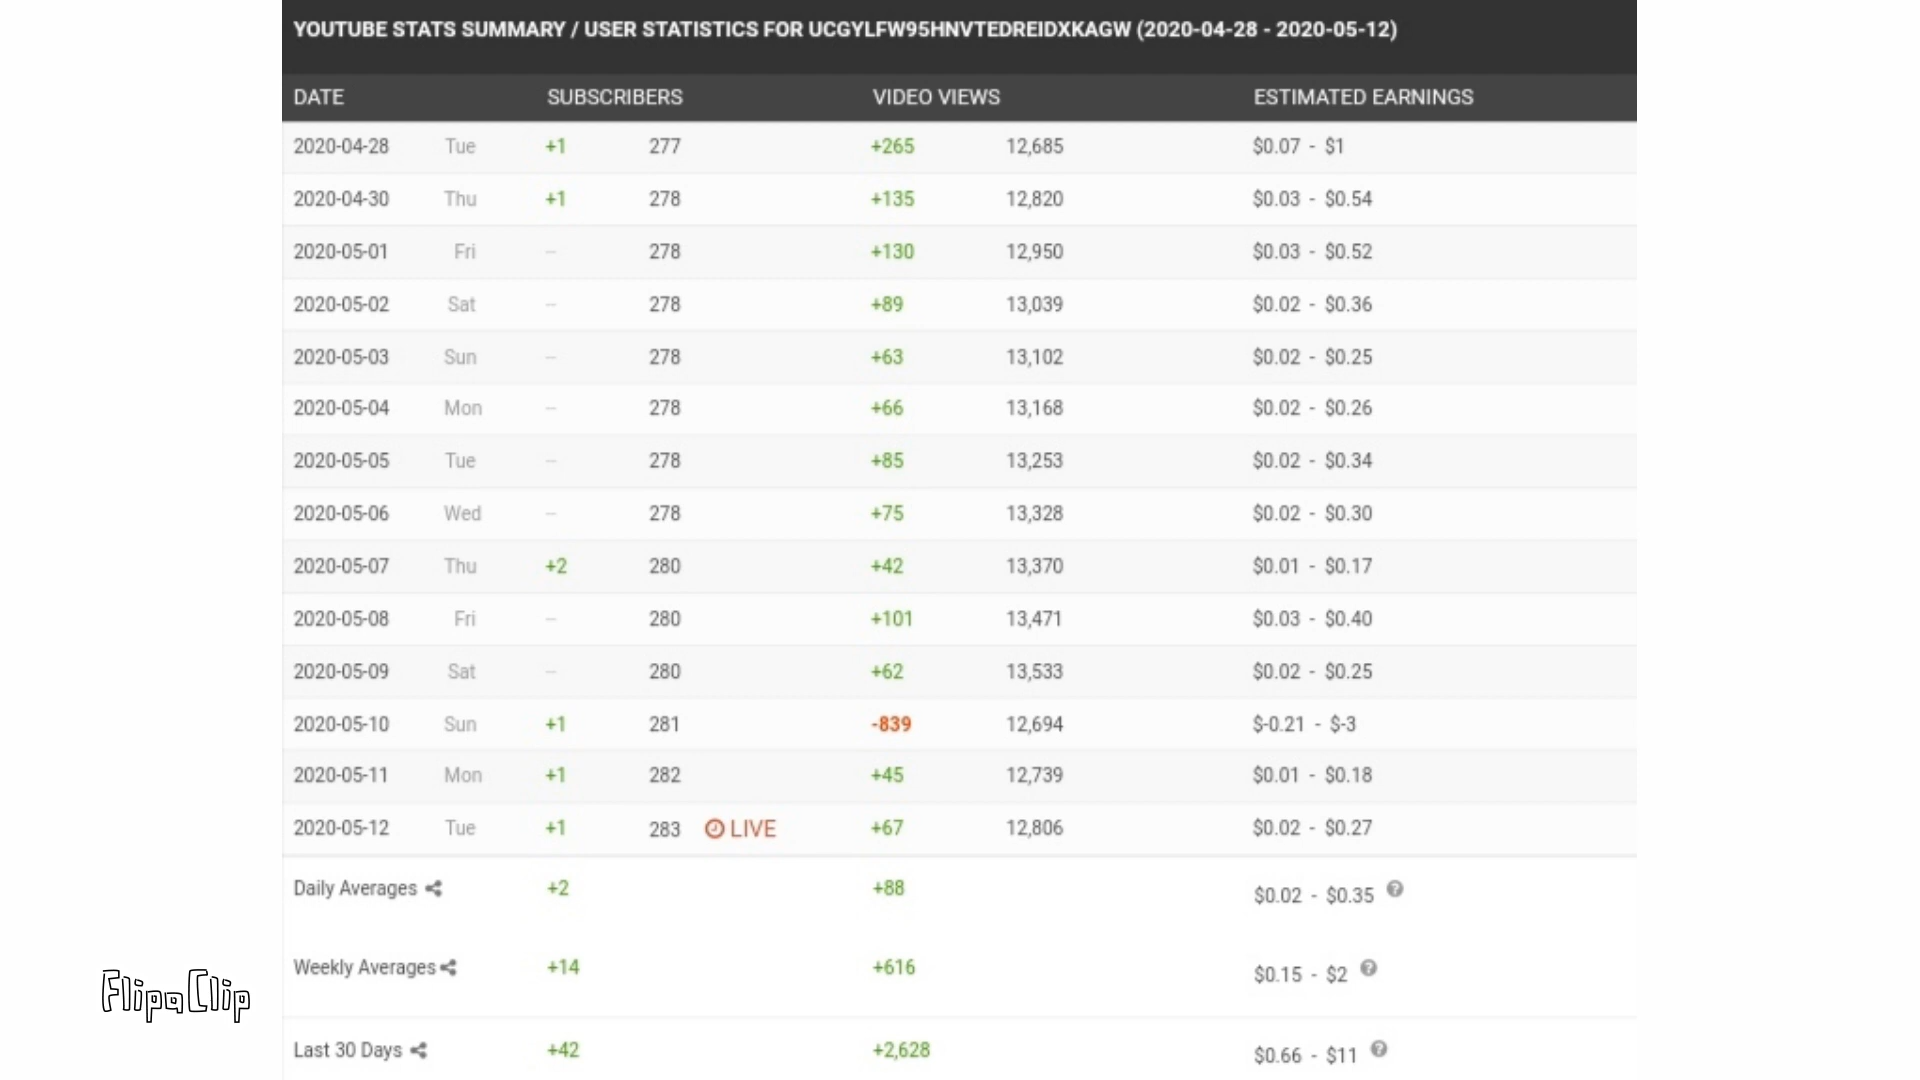 YOUTUBE STATS SUMMARY / USER STATISTICS FOR UCGYLFW95HNVTEDREIDXKAGW (2020-04-28 - 2020-05-12)
DATE SUBSCRIBERS VIDEO VIEWS ESTIMATED EARNINGS
2020-04-28 Tue +1 277 +265 12,685 $0.07 - $1
2020-04-30 Thu +1 278 +135 12,820 $0.03 - $0.54
2020-05-01 Fri -- 278 +130 12,950 $0.03 - $0.52
2020-05-02 Sat -- 278 +89 13,039 $0.02 - $0.36
2020-05-03 Sun -- 278 +63 13,102 $0.02 - $0.25
2020-05-04 Mon -- 278 +66 13,168 $0.02 - $0.26
2020-05-05 Tue -- 278 +85 13,253 $0.02 - $0.34
2020-05-06 Wed -- 278 +75 13,328 $0.02 - $0.30
2020-05-07 Thu +2 280 +42 13,370 $0.01 - $0.17
2020-05-08 Fri -- 280 +101 13,471 $0.03 - $0.40
2020-05-09 Sat -- 280 +62 13,533 $0.02 - $0.25
2020-05-10 Sun +1 281 -839 12,694 $-0.21 - $-3
2020-05-11 Mon +1 282 +45 12,739 $0.01 - $0.18
2020-05-12 Tue +1 283 LIVE +67 12,806 $0.02 - $0.27
Daily Averages +2 +88 $0.02 - $0.35
Weekly Averages +14 +616 $0.15 - $2
FlipaClip
Last 30 Days +42 +2,628 $0.66 - $11